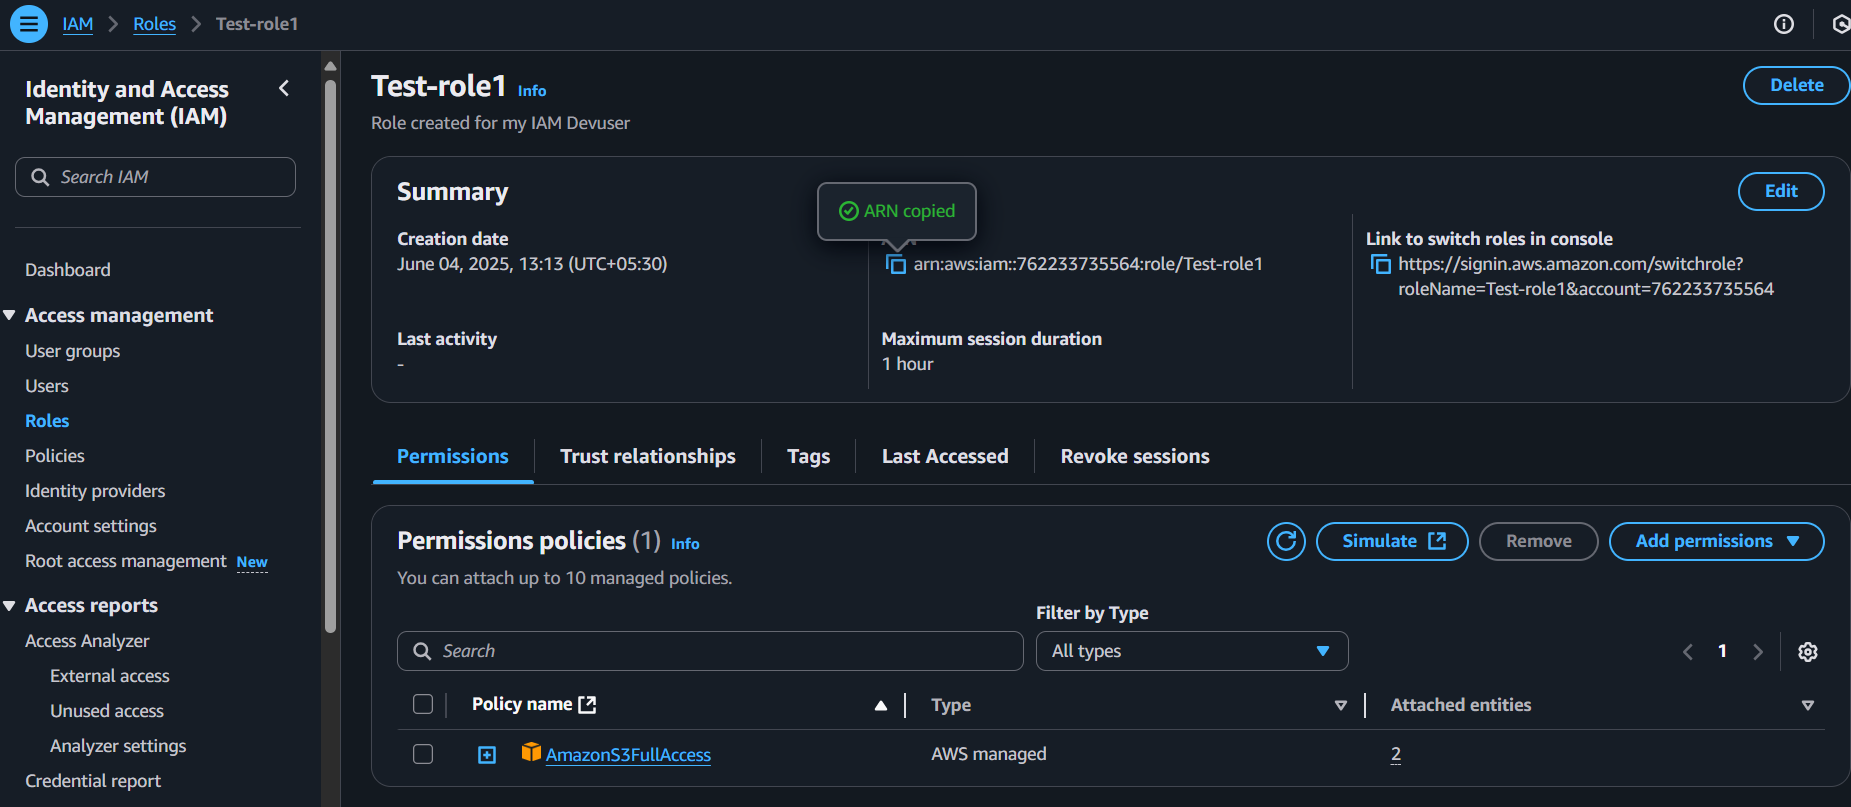 IAM > Roles > Test-role1
Identity and Access
Management (IAM)
Search IAM
Dashboard
Access management
User groups
Users
Roles
Policies
Identity providers
Account settings
Root access management New
Access reports
Access Analyzer
External access
Unused access
Analyzer settings
Credential report
Test-role1 Info
Delete
Role created for my IAM Devuser
Summary
Edit
ARN copied
Creation date
June 04, 2025, 13:13 (UTC+05:30)
arn:aws:iam::762233735564:role/Test-role1
Link to switch roles in console
https://signin.aws.amazon.com/switchrole?
roleName=Test-role1&account=762233735564
Last activity
-
Maximum session duration
1 hour
Permissions
Trust relationships
Tags
Last Accessed
Revoke sessions
Permissions policies (1) Info
Simulate
Remove
Add permissions
You can attach up to 10 managed policies.
Filter by Type
Search
All types
1
Policy name
Type
Attached entities
AmazonS3FullAccess
AWS managed
2